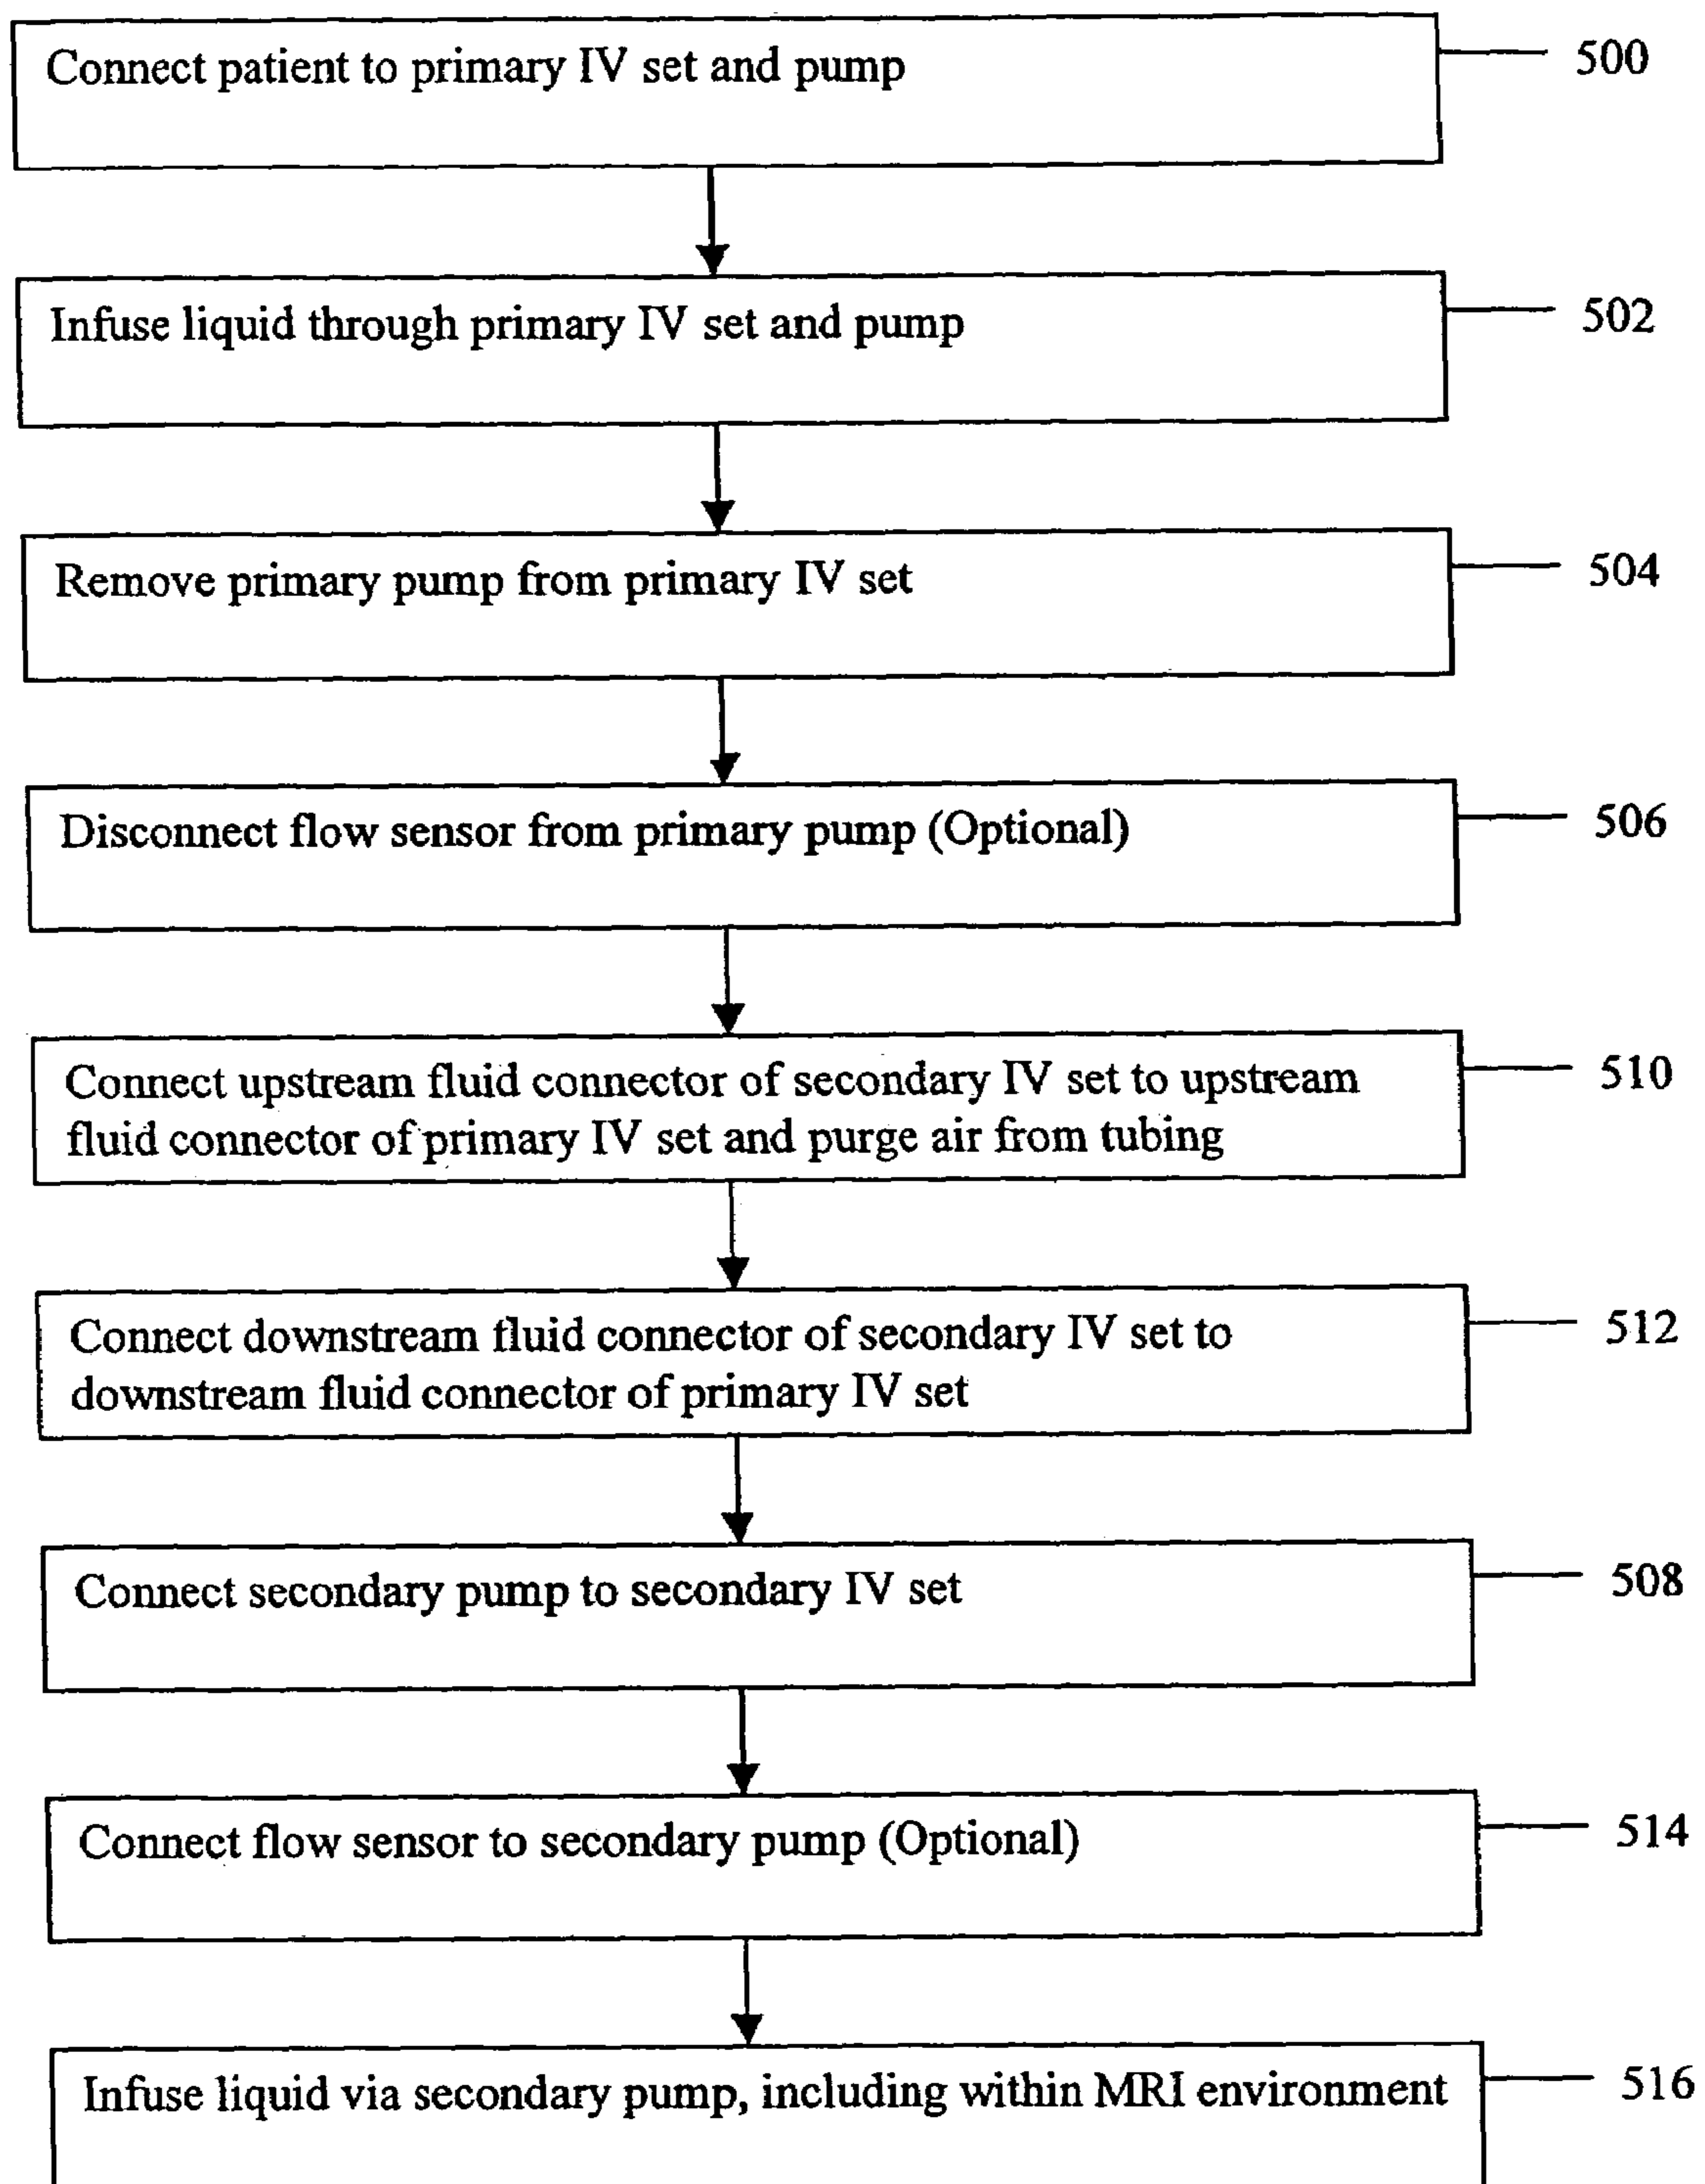 Connect patient to primary IV set and pump
500
Infuse liquid through primary IV set and pump
502
Remove primary pump from primary IV set
504
Disconnect flow sensor from primary pump (Optional)
506
Connect upstream fluid connector of secondary IV set to upstream
fluid connector of primary IV set and purge air from tubing
510
Connect downstream fluid connector of secondary IV set to
downstream fluid connector of primary IV set
512
Connect secondary pump to secondary IV set
508
Connect flow sensor to secondary pump (Optional)
514
Infuse liquid via secondary pump, including within MRI environment
516